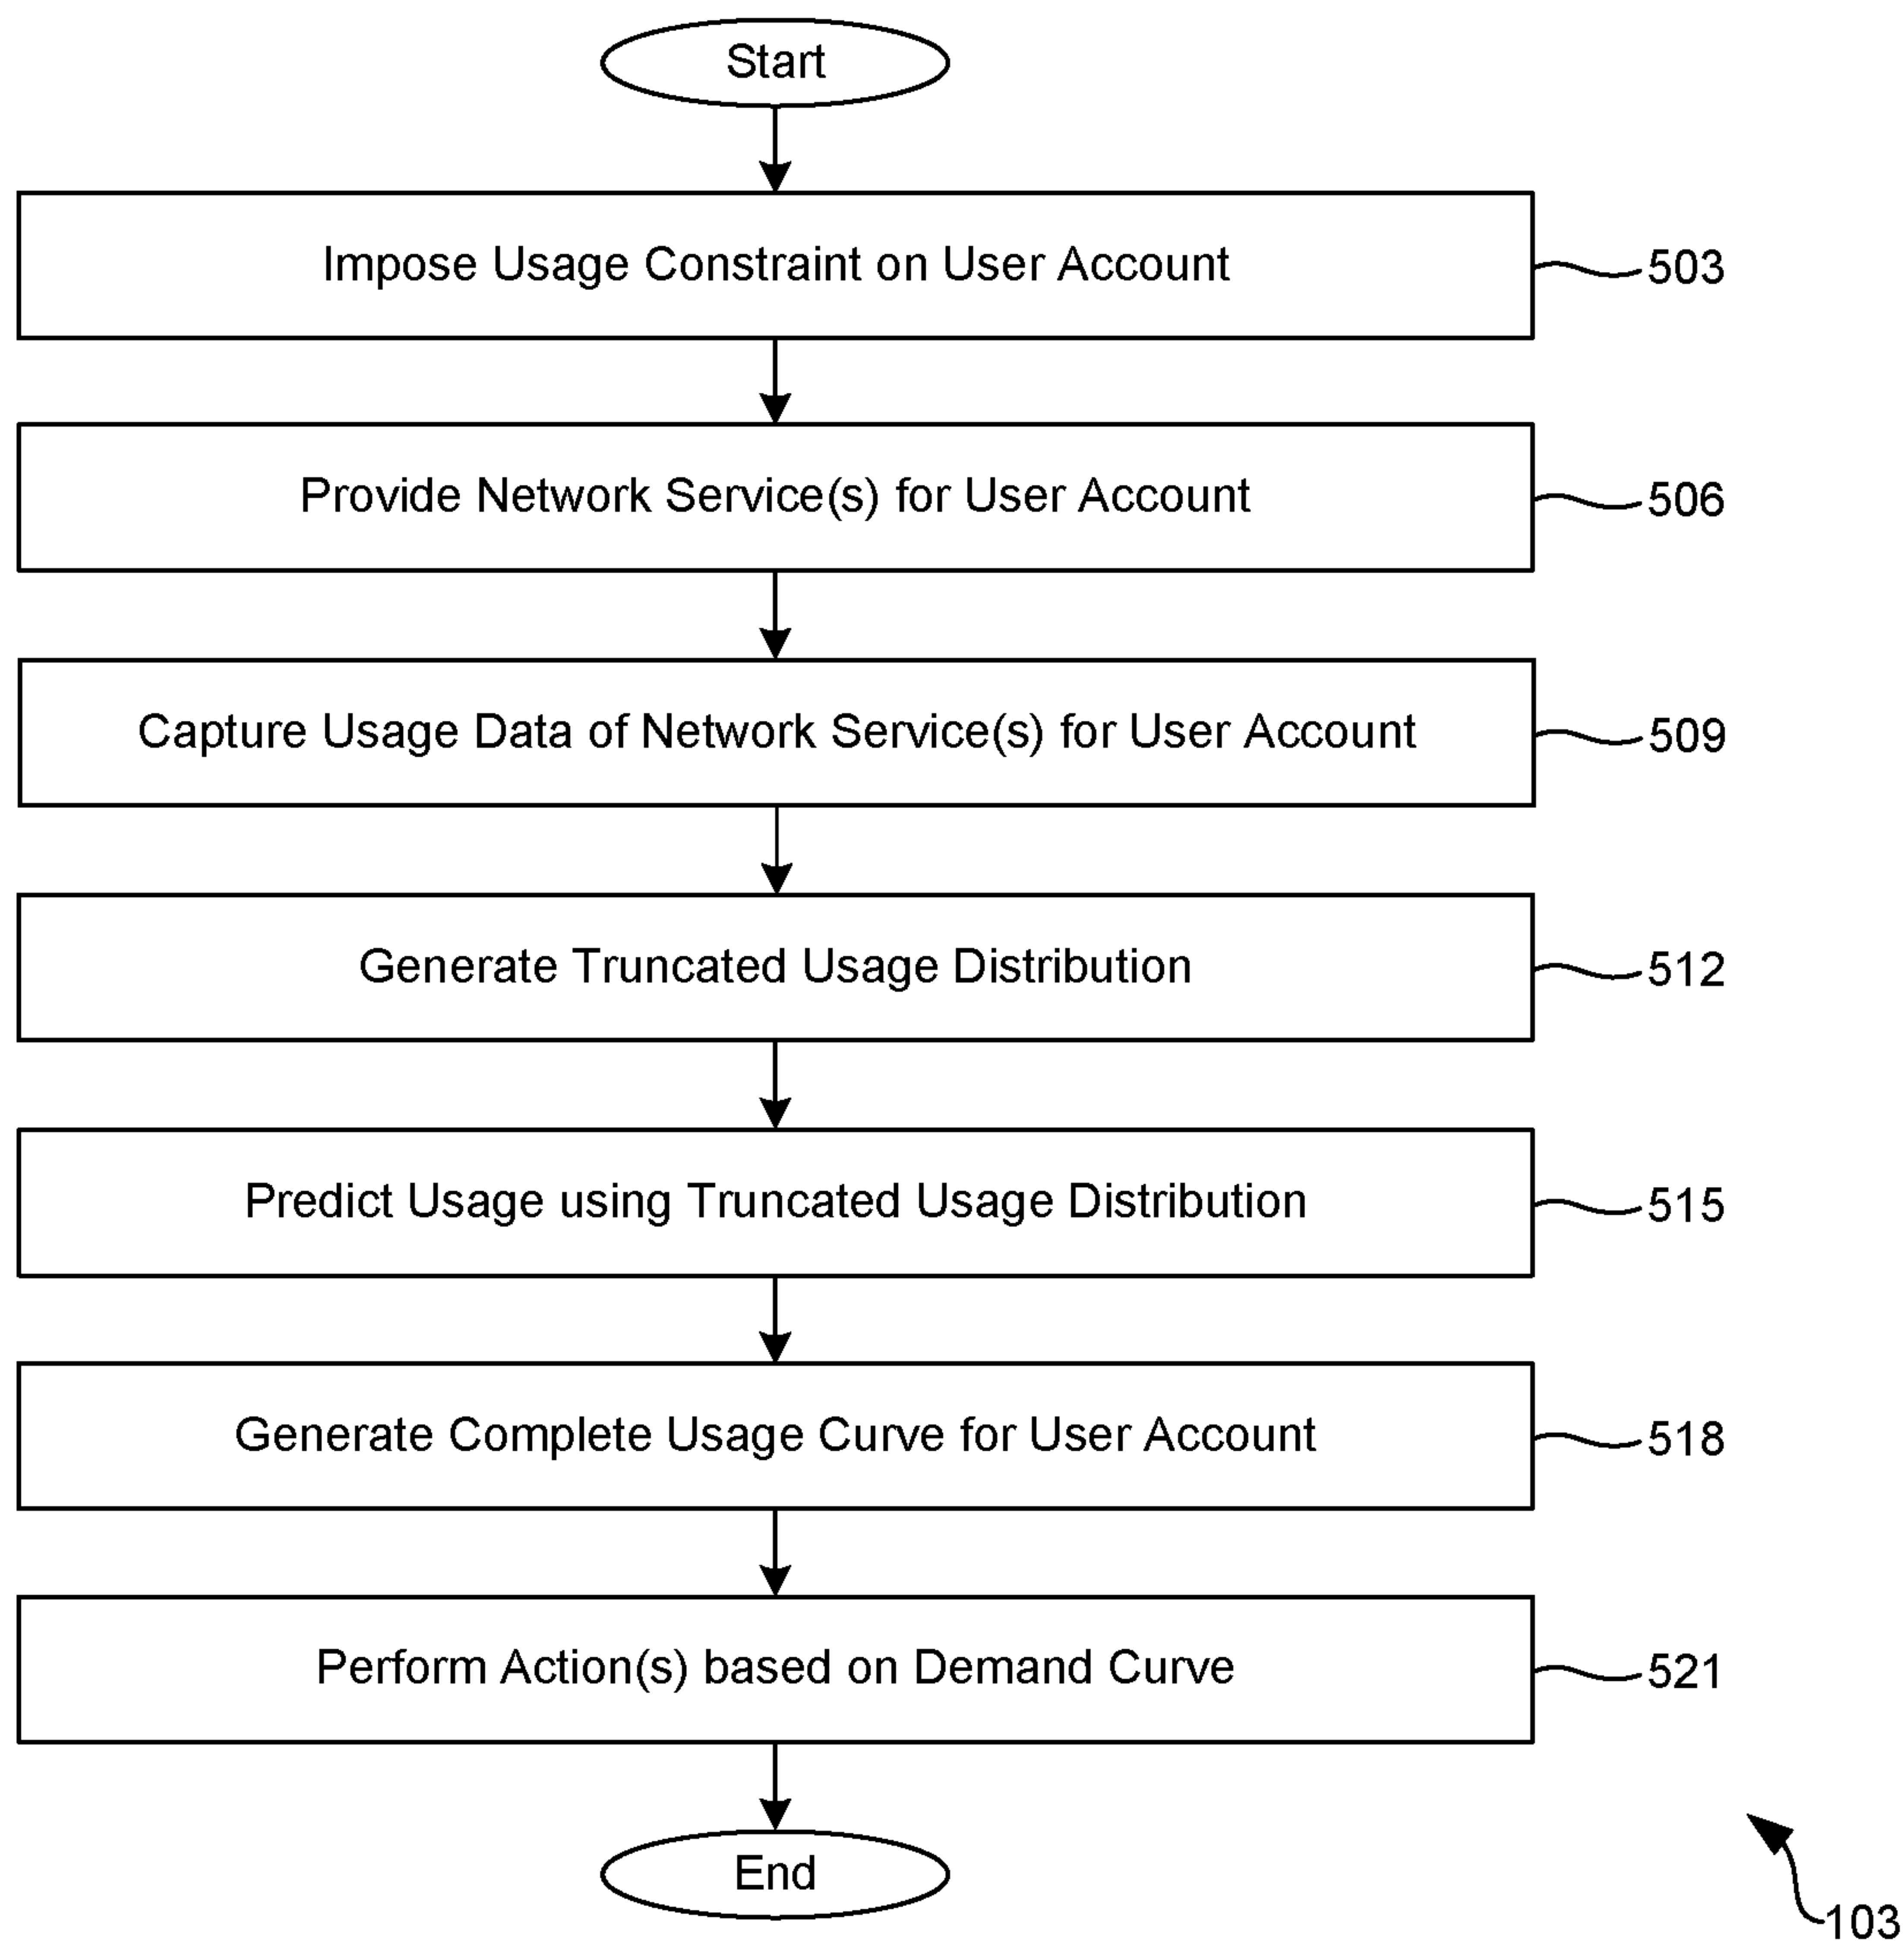 Start
Impose Usage Constraint on User Account
503
Provide Network Service(s) for User Account
506
Capture Usage Data of Network Service(s) for User Account
509
Generate Truncated Usage Distribution
512
Predict Usage using Truncated Usage Distribution
515
Generate Complete Usage Curve for User Account
518
Perform Action(s) based on Demand Curve
521
End
103